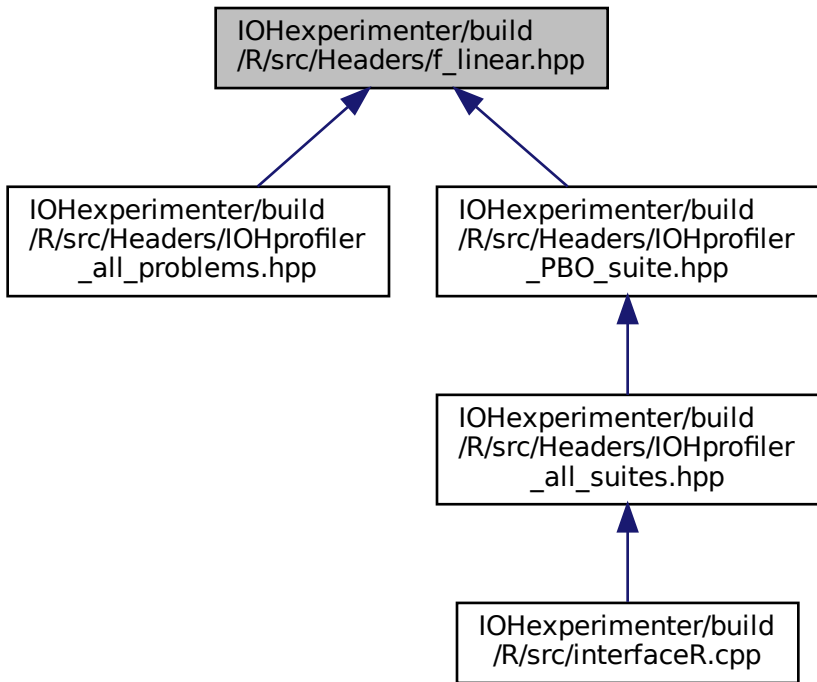 IOHexperimenter/build
/R/src/Headers/f_linear.hpp
IOHexperimenter/build
/R/src/Headers/IOHprofiler
_all_problems.hpp
IOHexperimenter/build
/R/src/Headers/IOHprofiler
_PBO_suite.hpp
IOHexperimenter/build
/R/src/Headers/IOHprofiler
_all_suites.hpp
IOHexperimenter/build
/R/src/interfaceR.cpp